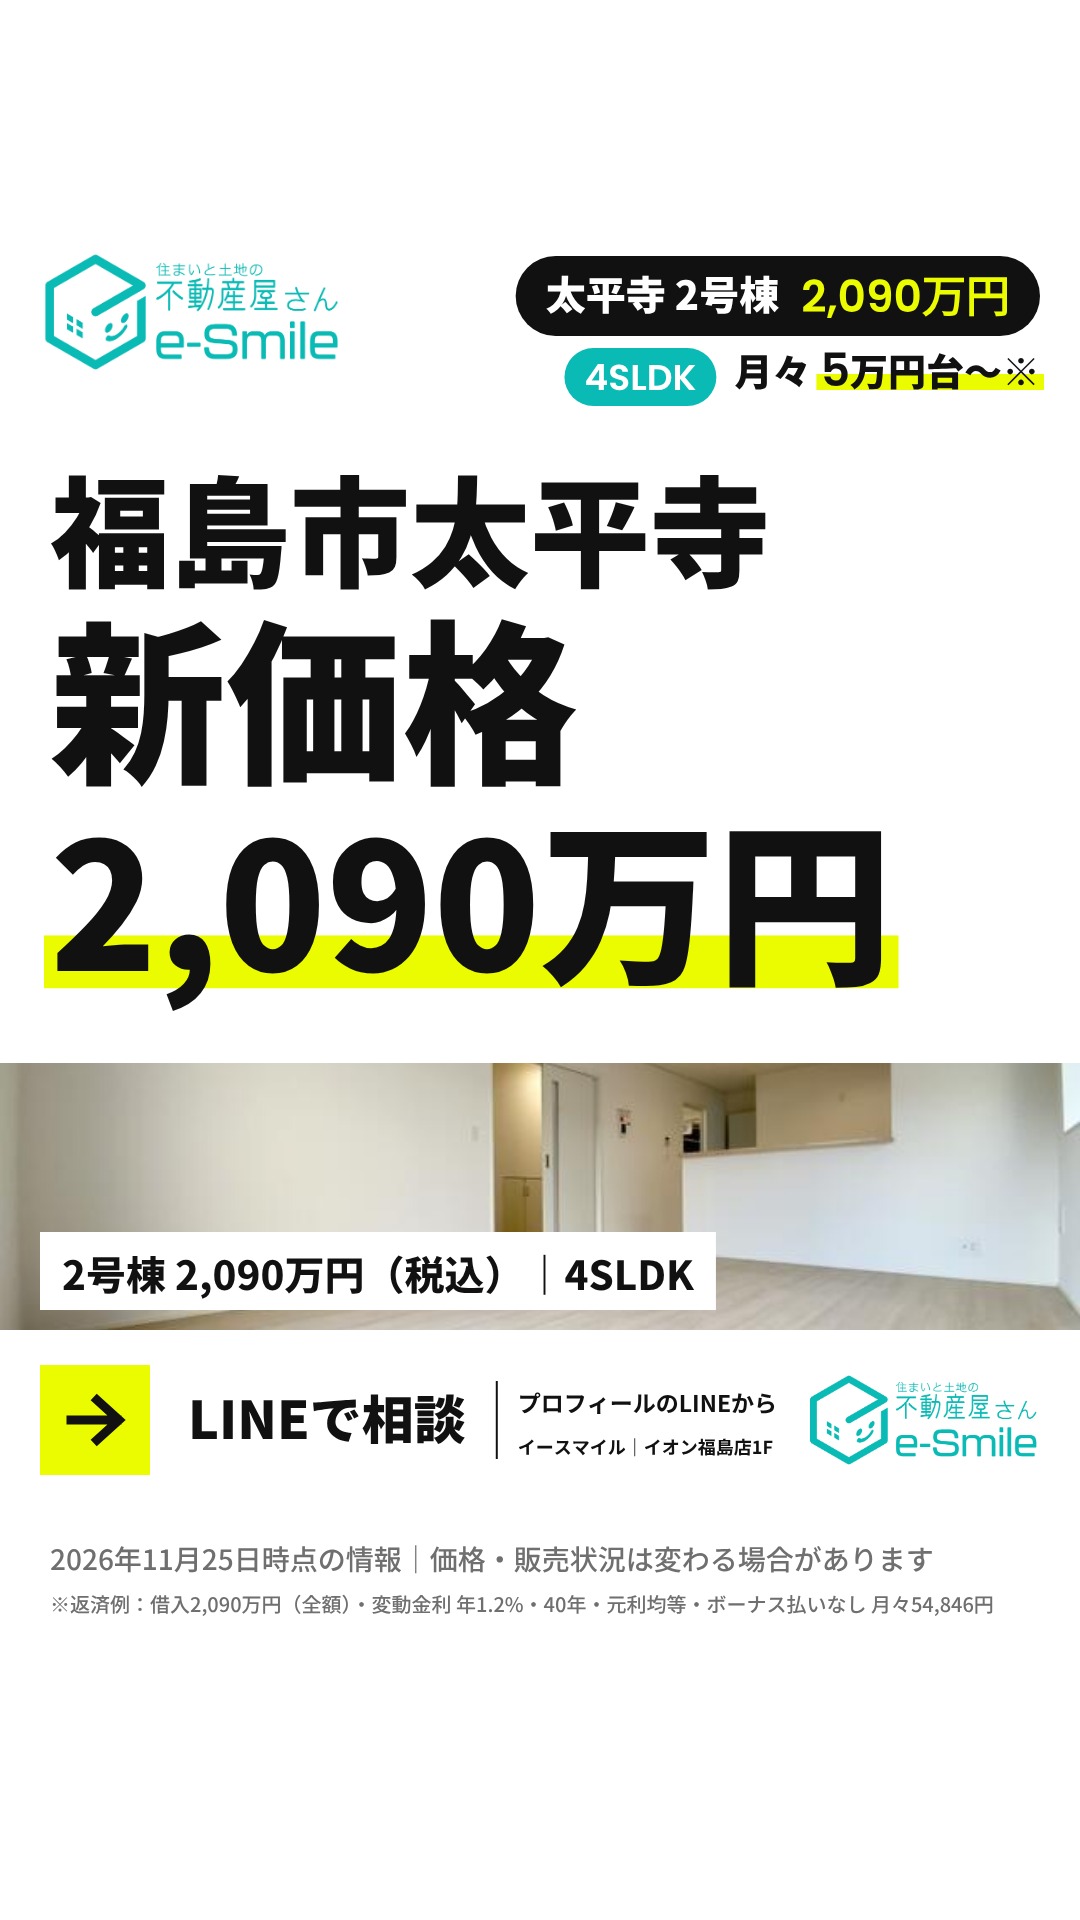 住まいと土地の
不動産屋さん
e-Smile
太平寺 2号棟 2,090万円
4SLDK 月々 5万円台〜※
福島市太平寺
新価格
2,090万円
2号棟 2,090万円（税込）｜4SLDK
LINEで相談
プロフィールのLINEから
イースマイル｜イオン福島店1F
住まいと土地の
不動産屋さん
e-Smile
2026年11月25日時点の情報｜価格・販売状況は変わる場合があります
※返済例：借入2,090万円（全額）・変動金利 年1.2%・40年・元利均等・ボーナス払いなし 月々54,846円